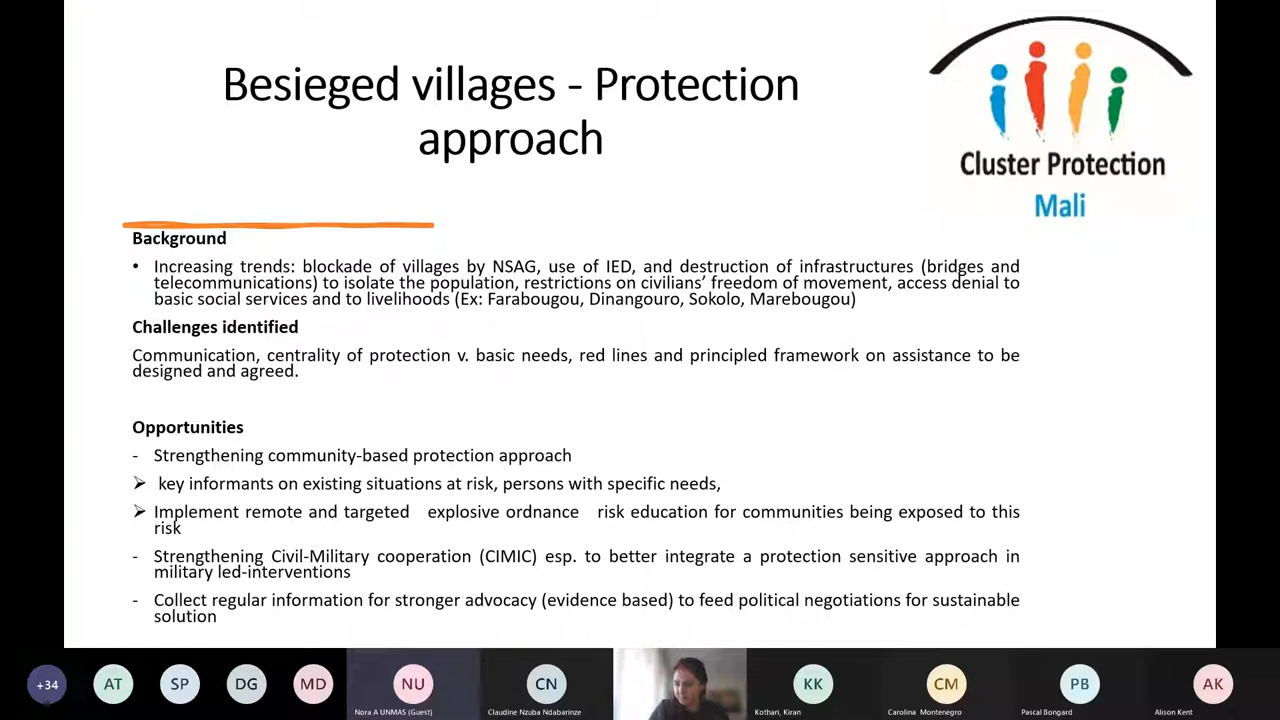 Besieged villages - Protection
approach
Cluster Protection
Mali
Background
• Increasing trends: blockade of villages by NSAG, use of IED, and destruction of infrastructures (bridges and
telecommunications) to isolate the population, restrictions on civilians’ freedom of movement, access denial to
basic social services and to livelihoods (Ex: Farabougou, Dinangouro, Sokolo, Marebougou)
Challenges identified
Communication, centrality of protection v. basic needs, red lines and principled framework on assistance to be
designed and agreed.
Opportunities
- Strengthening community-based protection approach
➢ key informants on existing situations at risk, persons with specific needs,
➢ Implement remote and targeted explosive ordnance risk education for communities being exposed to this
risk
- Strengthening Civil-Military cooperation (CIMIC) esp. to better integrate a protection sensitive approach in
military led-interventions
- Collect regular information for stronger advocacy (evidence based) to feed political negotiations for sustainable
solution
+34 AT SP DG MD NU CN KK CM PB AK
Nora A UNMAS (Guest) Claudine Nzuba Ndabarinze Kothari, Kiran Carolina Montenegro Pascal Bongard Alison Kent